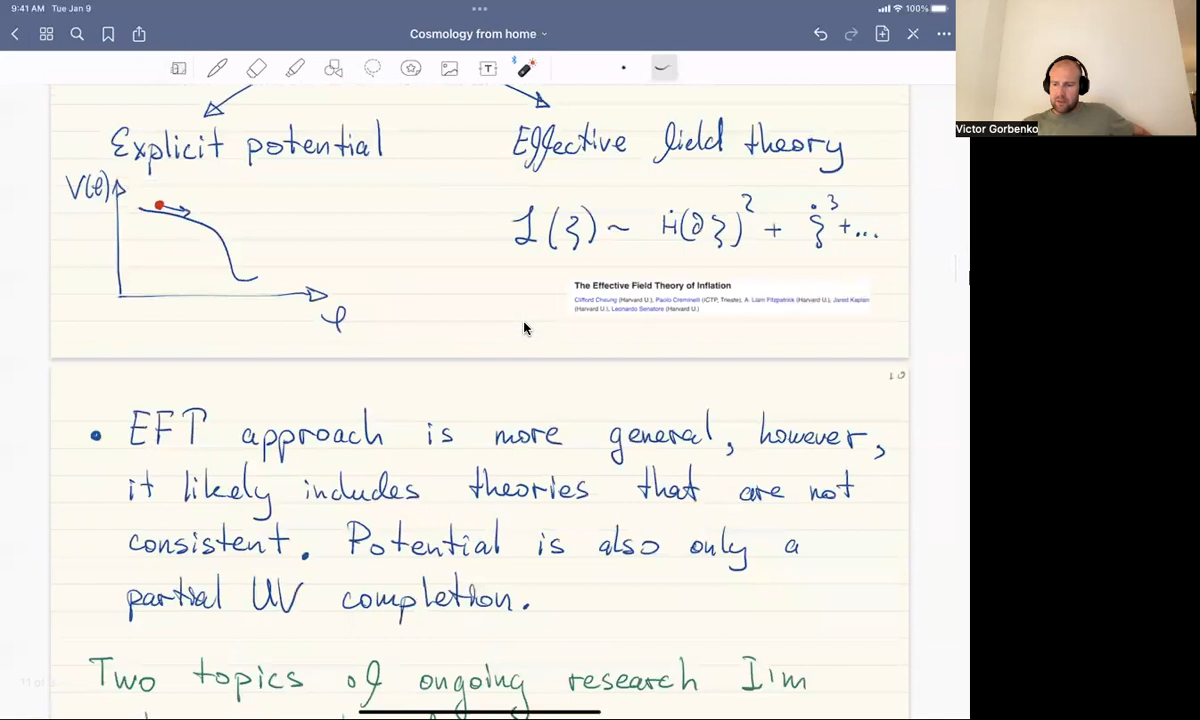 9:41 AM Tue Jan 9
100%
Cosmology from home
Victor Gorbenko
Explicit potential
Effective field theory
V(φ)
φ
L(ξ) ~ Ḣ(∂ξ)² + ξ̇³ + ...
The Effective Field Theory of Inflation
Clifford Cheung (Harvard U.), Paolo Creminelli (ICTP, Trieste), A. Liam Fitzpatrick (Harvard U.), Jared Kaplan
(Harvard U.), Leonardo Senatore (Harvard U.)
10
• EFT approach is more general, however,
it likely includes theories that are not
consistent. Potential is also only a
partial UV completion.
Two topics of ongoing research I'm
11 of